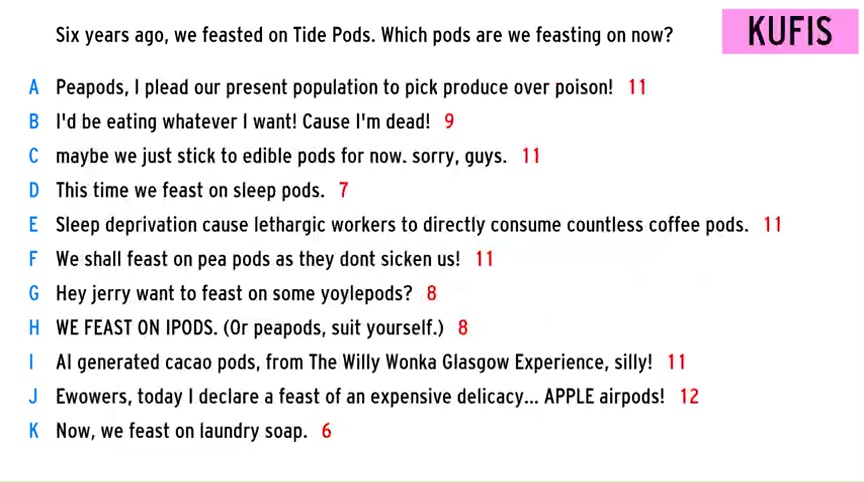 Six years ago, we feasted on Tide Pods. Which pods are we feasting on now?
KUFIS
A Peapods, I plead our present population to pick produce over poison! 11
B I'd be eating whatever I want! Cause I'm dead! 9
C maybe we just stick to edible pods for now. sorry, guys. 11
D This time we feast on sleep pods. 7
E Sleep deprivation cause lethargic workers to directly consume countless coffee pods. 11
F We shall feast on pea pods as they dont sicken us! 11
G Hey jerry want to feast on some yoylepods? 8
H WE FEAST ON IPODS. (Or peapods, suit yourself.) 8
I AI generated cacao pods, from The Willy Wonka Glasgow Experience, silly! 11
J Ewowers, today I declare a feast of an expensive delicacy... APPLE airpods! 12
K Now, we feast on laundry soap. 6